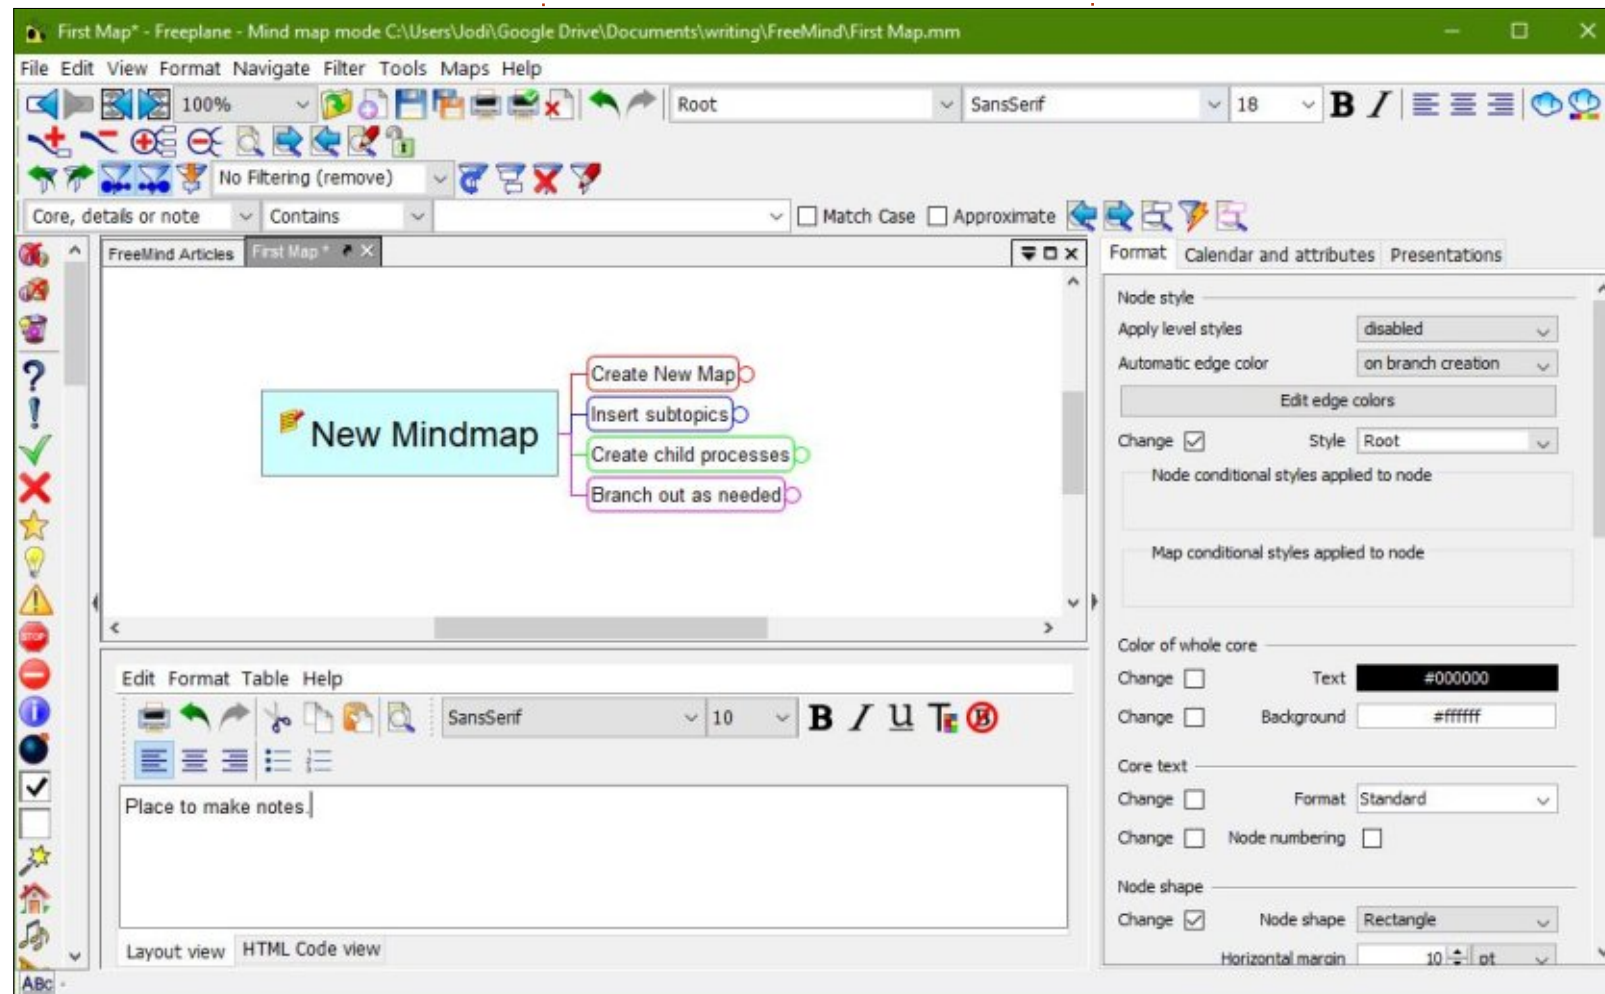 First Map* - Freeplane - Mind map mode C:\Users\Jodi\Google Drive\Documents\writing\FreeMind\First Map.mm
File Edit View Format Navigate Filter Tools Maps Help
100% Root SansSerif 18 B I
No Filtering (remove)
Core, details or note Contains Match Case Approximate
FreeMind Articles First Map *
New Mindmap
Create New Map
Insert subtopics
Create child processes
Branch out as needed
Edit Format Table Help
SansSerif 10 B I U T B
Place to make notes.
Layout view HTML Code view
Format Calendar and attributes Presentations
Node style
Apply level styles disabled
Automatic edge color on branch creation
Edit edge colors
Change Style Root
Node conditional styles applied to node
Map conditional styles applied to node
Color of whole core
Change Text #000000
Change Background #ffffff
Core text
Change Format Standard
Change Node numbering
Node shape
Change Node shape Rectangle
Horizontal margin 10 pt
STOP
ABC